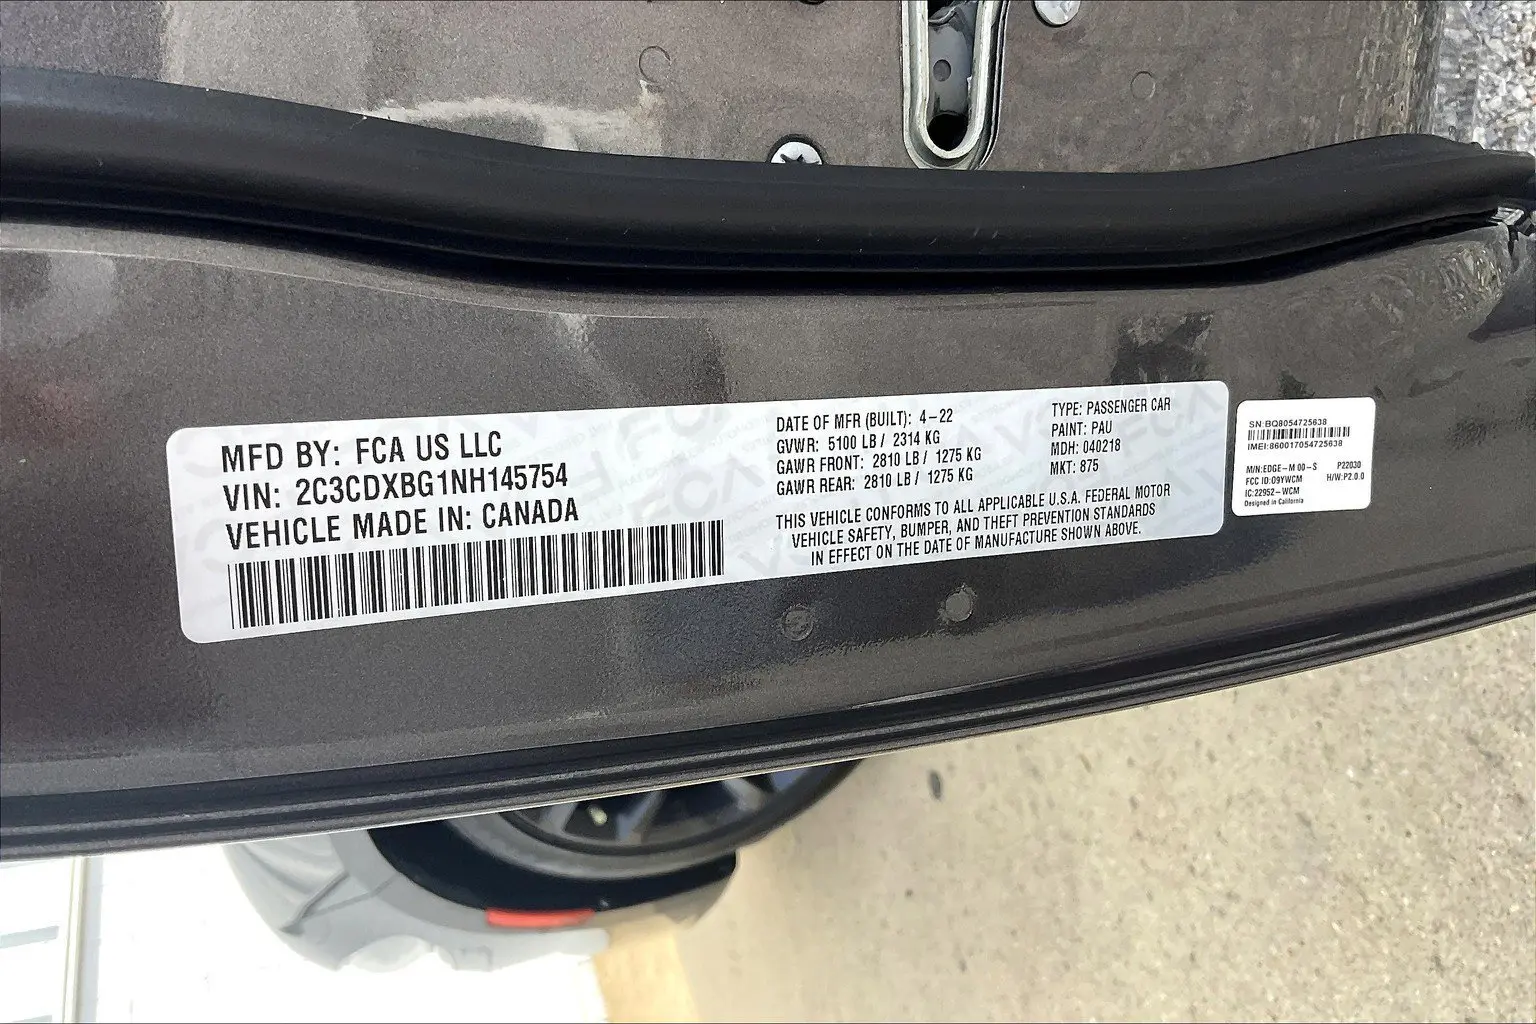 MFD BY: FCA US LLC
VIN: 2C3CDXBG1NH145754
VEHICLE MADE IN: CANADA
DATE OF MFR (BUILT): 4-22
GVWR: 5100 LB / 2314 KG
GAWR FRONT: 2810 LB / 1275 KG
GAWR REAR: 2810 LB / 1275 KG
TYPE: PASSENGER CAR
PAINT: PAU
MDH: 040218
MKT: 875
THIS VEHICLE CONFORMS TO ALL APPLICABLE U.S.A. FEDERAL MOTOR
VEHICLE SAFETY, BUMPER, AND THEFT PREVENTION STANDARDS
IN EFFECT ON THE DATE OF MANUFACTURE SHOWN ABOVE.
SN:BQ8054725638
IMEI:860017054725638
M/N:EDGE-M 00-S P22030
FCC ID:O9YWCM H/W:P2.0.0
IC:22952-WCM
Designed in California